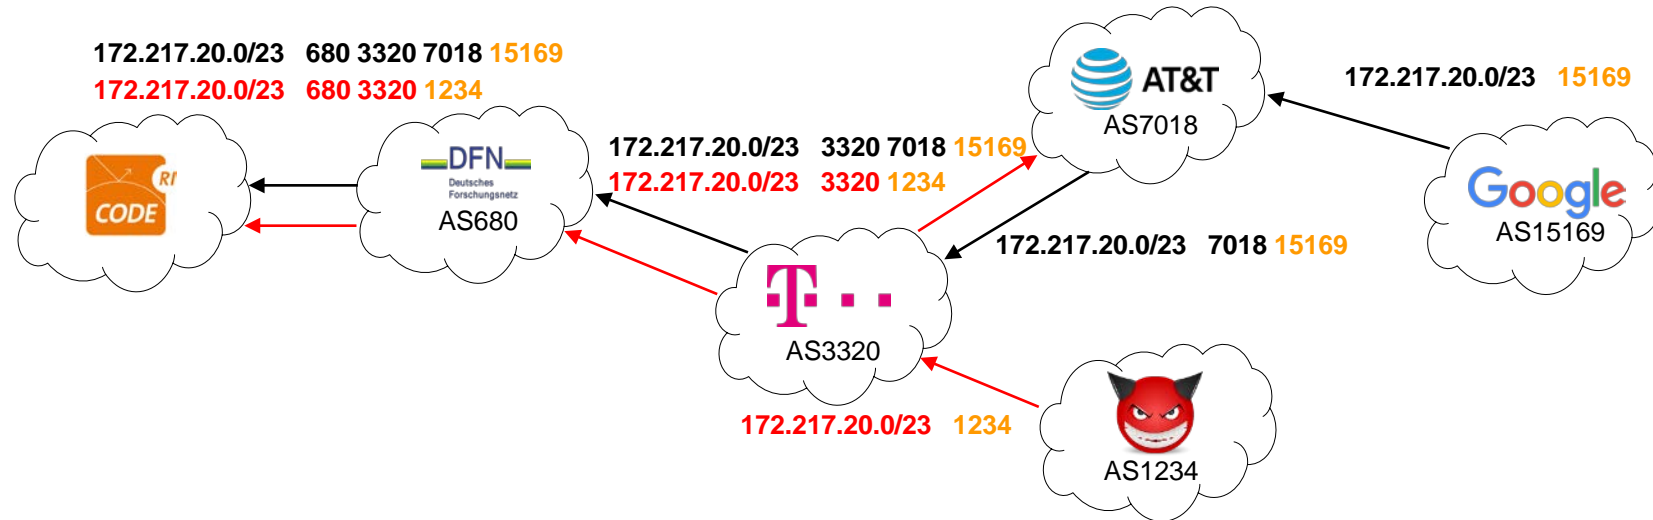 172.217.20.0/23 680 3320 7018 15169
172.217.20.0/23 680 3320 1234
RI
CODE
DFN
Deutsches
Forschungsnetz
AS680
172.217.20.0/23 3320 7018 15169
172.217.20.0/23 3320 1234
AT&T
AS7018
172.217.20.0/23 15169
Google
AS15169
172.217.20.0/23 7018 15169
T
AS3320
172.217.20.0/23 1234
AS1234